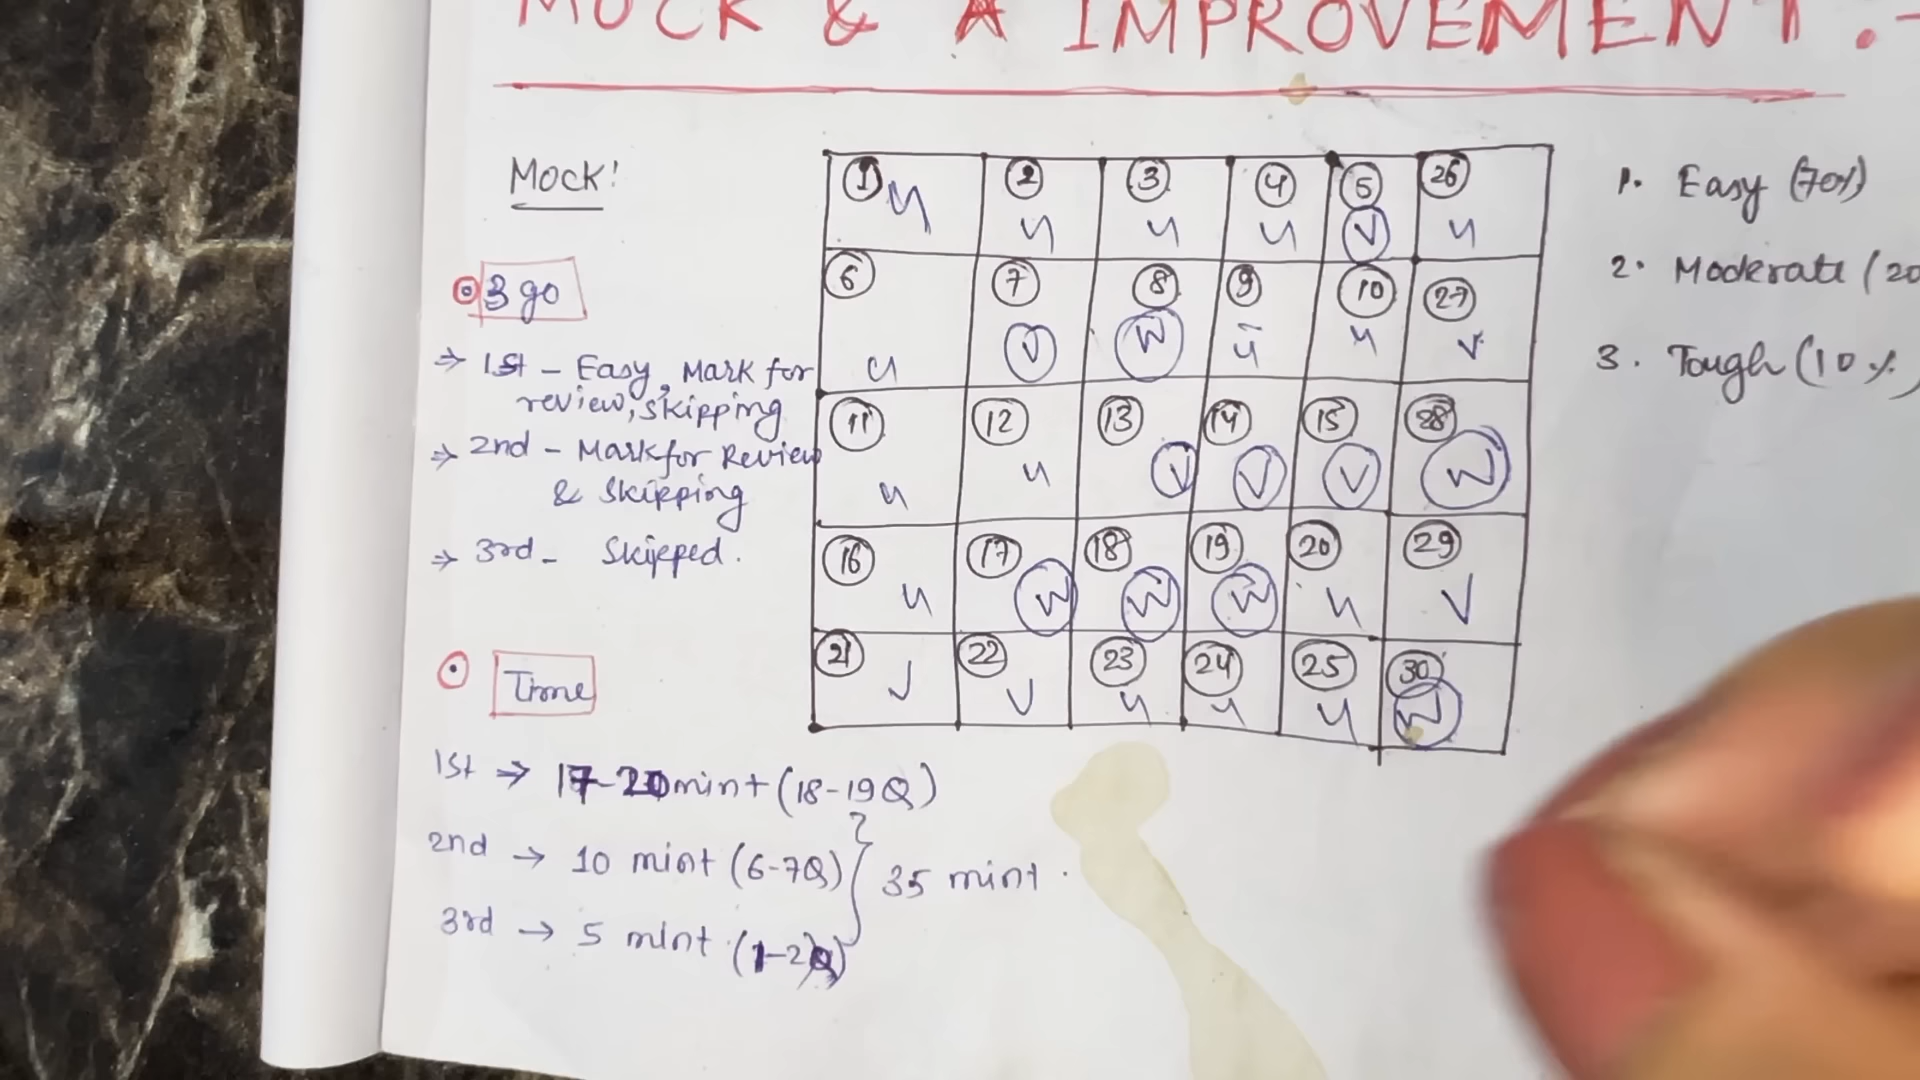 MOCK & A IMPROVEMENT :-
Mock!
3 go
⇒ 1st - Easy, Mark for
review, skipping
⇒ 2nd - Mark for Review
& Skipping
⇒ 3rd - Skipped.
Time
1st ⇒ 17-20 mint (18-19Q)
2nd → 10 mint (6-7Q)
3rd → 5 mint (1-2Q)
35 mint.
1 2 3 4 5 26
u u u u V u
6 7 8 9 10 27
u V W u u V
11 12 13 14 15 28
u u V V V W
16 17 18 19 20 29
u W W W u V
21 22 23 24 25 30
V V u u u W
1. Easy (70%)
2. Moderate (20
3. Tough (10%)